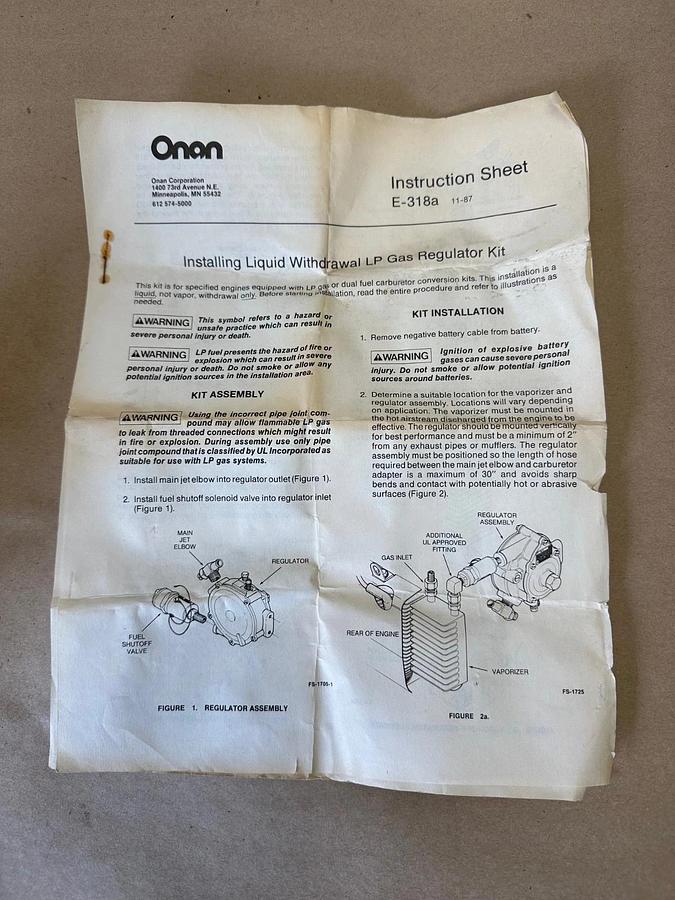 Onan
Onan Corporation
1400 73rd Avenue N.E.
Minneapolis, MN 55432
612 574-5000
Instruction Sheet
E-318a 11-87
Installing Liquid Withdrawal LP Gas Regulator Kit
This kit is for specified engines equipped with LP gas or dual fuel carburetor conversion kits. This installation is a
liquid, not vapor, withdrawal only. Before starting installation, read the entire procedure and refer to illustrations as
needed.
WARNING This symbol refers to a hazard or
unsafe practice which can result in
severe personal injury or death.
WARNING LP fuel presents the hazard of fire or
explosion which can result in severe
personal injury or death. Do not smoke or allow any
potential ignition sources in the installation area.
KIT ASSEMBLY
WARNING Using the incorrect pipe joint com-
pound may allow flammable LP gas
to leak from threaded connections which might result
in fire or explosion. During assembly use only pipe
joint compound that is classified by UL Incorporated as
suitable for use with LP gas systems.
1. Install main jet elbow into regulator outlet (Figure 1).
2. Install fuel shutoff solenoid valve into regulator inlet
(Figure 1).
MAIN
JET
ELBOW
REGULATOR
FUEL
SHUTOFF
VALVE
FS-1705-1
FIGURE 1. REGULATOR ASSEMBLY
KIT INSTALLATION
1. Remove negative battery cable from battery.
WARNING Ignition of explosive battery
gases can cause severe personal
injury. Do not smoke or allow potential ignition
sources around batteries.
2. Determine a suitable location for the vaporizer and
regulator assembly. Locations will vary depending
on application. The vaporizer must be mounted in
the hot airstream discharged from the engine to be
effective. The regulator should be mounted vertically
for best performance and must be a minimum of 2"
from any exhaust pipes or mufflers. The regulator
assembly must be positioned so the length of hose
required between the main jet elbow and carburetor
adapter is a maximum of 30" and avoids sharp
bends and contact with potentially hot or abrasive
surfaces (Figure 2).
REGULATOR
ASSEMBLY
ADDITIONAL
UL APPROVED
FITTING
GAS INLET
REAR OF ENGINE
VAPORIZER
FS-1725
FIGURE 2a.